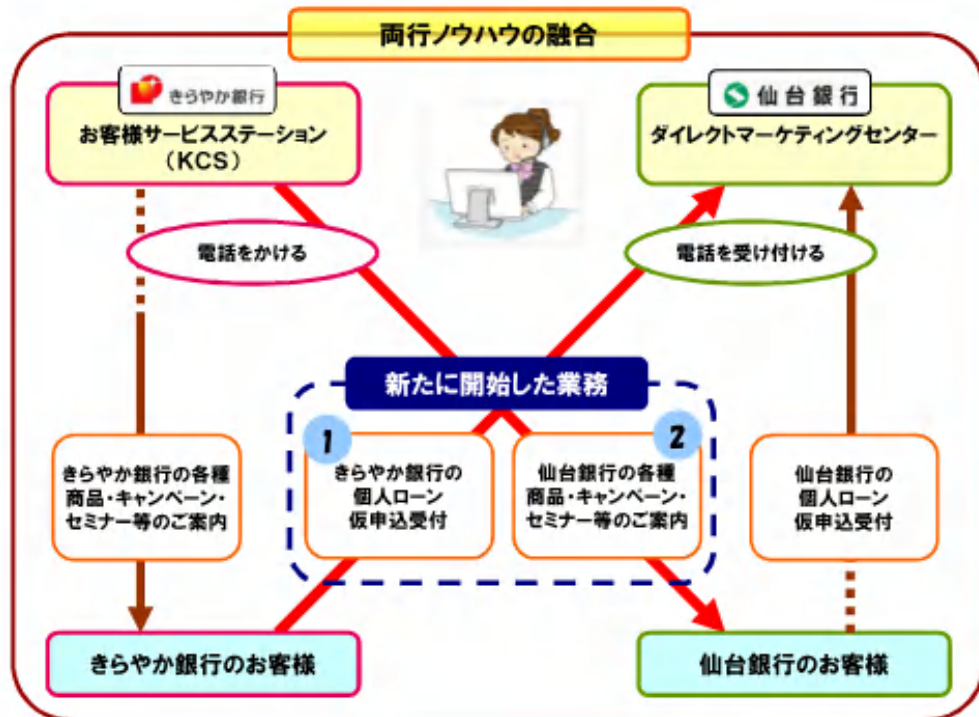 両行ノウハウの融合
きらやか銀行
お客様サービスステーション
（KCS）
仙台銀行
ダイレクトマーケティングセンター
電話をかける
電話を受け付ける
新たに開始した業務
きらやか銀行の各種
商品・キャンペーン・
セミナー等のご案内
1
きらやか銀行の
個人ローン
仮申込受付
2
仙台銀行の各種
商品・キャンペーン・
セミナー等のご案内
仙台銀行の
個人ローン
仮申込受付
きらやか銀行のお客様
仙台銀行のお客様